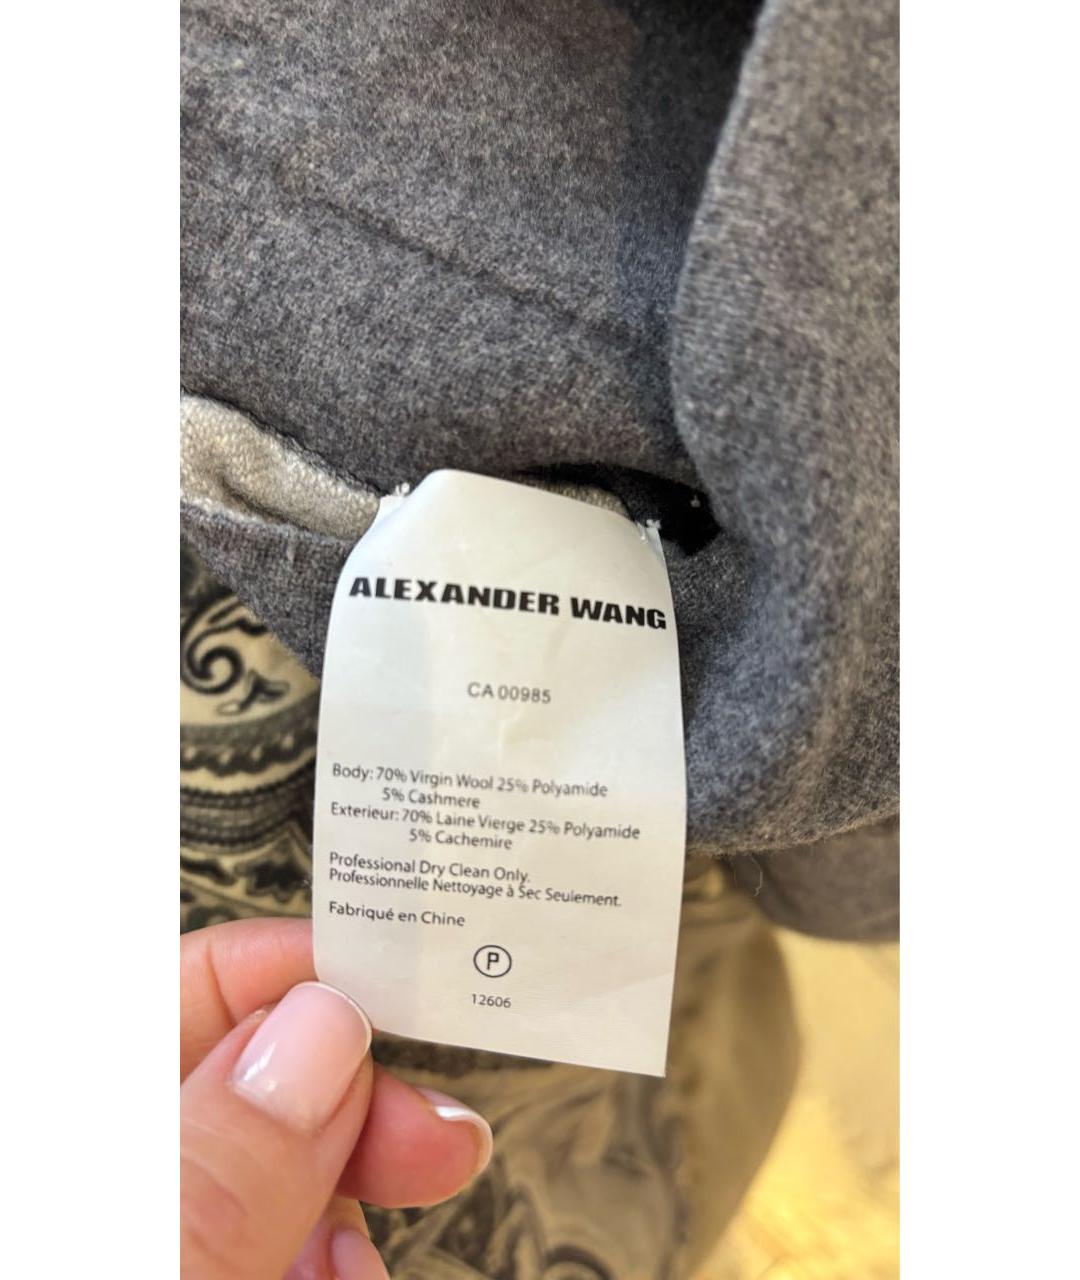 ALEXANDER WANG
CA 00985
Body: 70% Virgin Wool 25% Polyamide
5% Cashmere
Exterieur: 70% Laine Vierge 25% Polyamide
5% Cachemire
Professional Dry Clean Only.
Professionnelle Nettoyage à Sec Seulement.
Fabriqué en Chine
P
12606